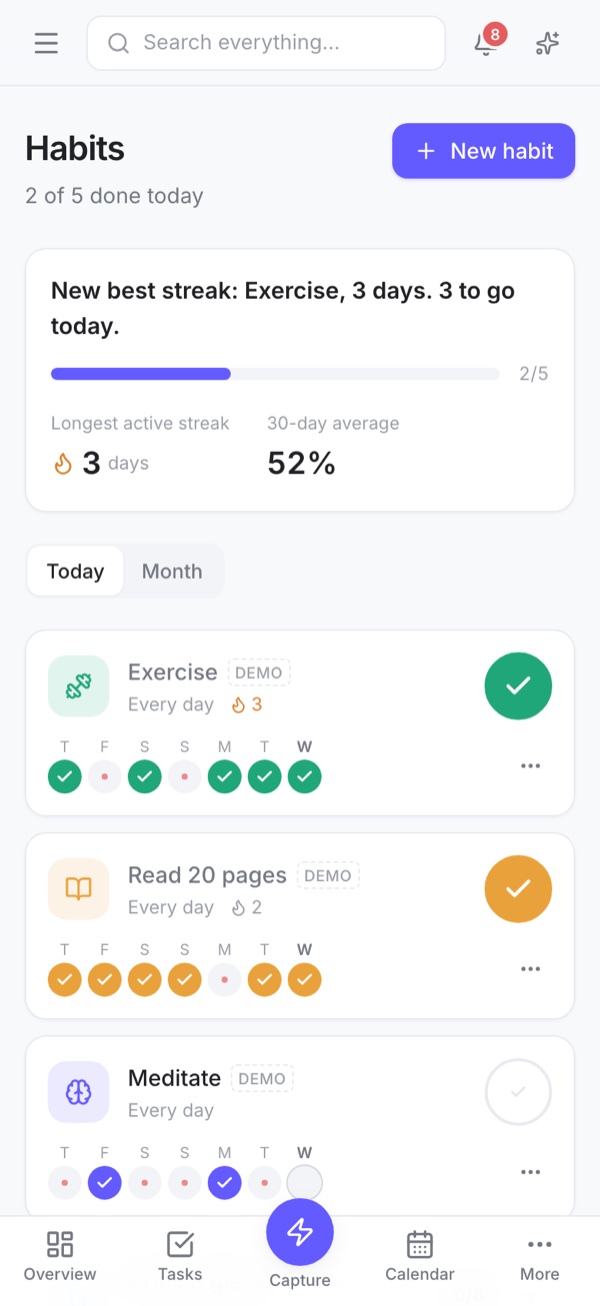 Search everything...
8
Habits
New habit
2 of 5 done today
New best streak: Exercise, 3 days. 3 to go
today.
2/5
Longest active streak 30-day average
3 days 52%
Today Month
Exercise DEMO
Every day 3
T F S S M T W
Read 20 pages DEMO
Every day 2
T F S S M T W
Meditate DEMO
Every day
T F S S M T W
Overview Tasks Capture Calendar More